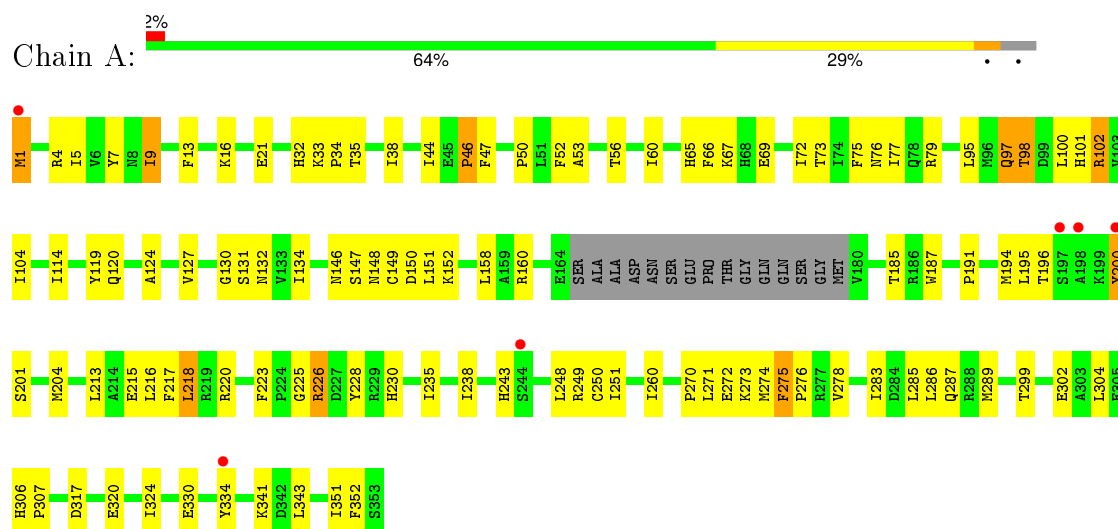 2%
Chain A:
64% 29% • •
M1 R4 I5 V6 Y7 N8 I9 F13 K16 E21 H32 K33 P34 T35 I38 I44 E45 P46 F47 P50 L51 F52 A53 T56 I60 H65 F66 K67 H68 E69 I72 T73 I74 F75 N76 I77 Q78 R79 L95 M96 Q97 T98 D99 L100 H101 R102 V103
I104 I114 Y119 Q120 A124 V127 G130 S131 N132 V133 I134 N146 S147 N148 C149 D150 L151 K152 L158 A159 R160 E164 SER ALA ALA ASP ASN SER GLU PRO THR GLY GLN GLN SER GLY MET V180 T185 R186 W187 P191 M194 L195 T196 S197 A198 K199 Y200
S201 M204 L213 A214 E215 L216 F217 L218 R219 R220 F223 P224 G225 R226 D227 Y228 R229 H230 I235 I238 H243 S244 L248 R249 C250 I251 I260 P270 L271 E272 K273 M274 F275 P276 R277 V278 I283 D284 L285 L286 Q287 R288 M289 T299 E302 A303 L304 F305
H306 P307 D317 E320 I324 E330 Y334 K341 D342 L343 I351 F352 S353